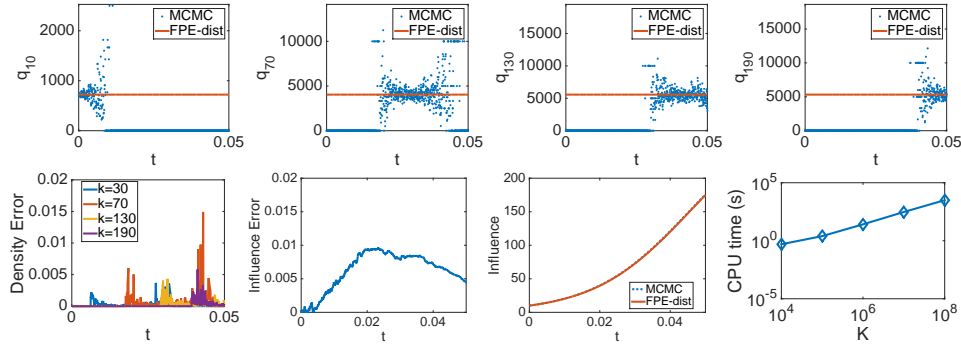 MCMC
FPE-dist
2000
1000
0
q10
0
0.05
t
MCMC
FPE-dist
10000
5000
0
q70
0
0.05
t
MCMC
FPE-dist
15000
10000
5000
0
q130
0
0.05
t
MCMC
FPE-dist
15000
10000
5000
0
q190
0
0.05
t
0.02
0.015
0.01
0.005
0
Density Error
k=30
k=70
k=130
k=190
0
0.05
t
0.02
0.015
0.01
0.005
0
Influence Error
0
0.02
0.04
t
200
150
100
50
0
Influence
MCMC
FPE-dist
0
0.02
0.04
t
10^5
10^0
10^-5
CPU time (s)
10^4
10^6
10^8
K